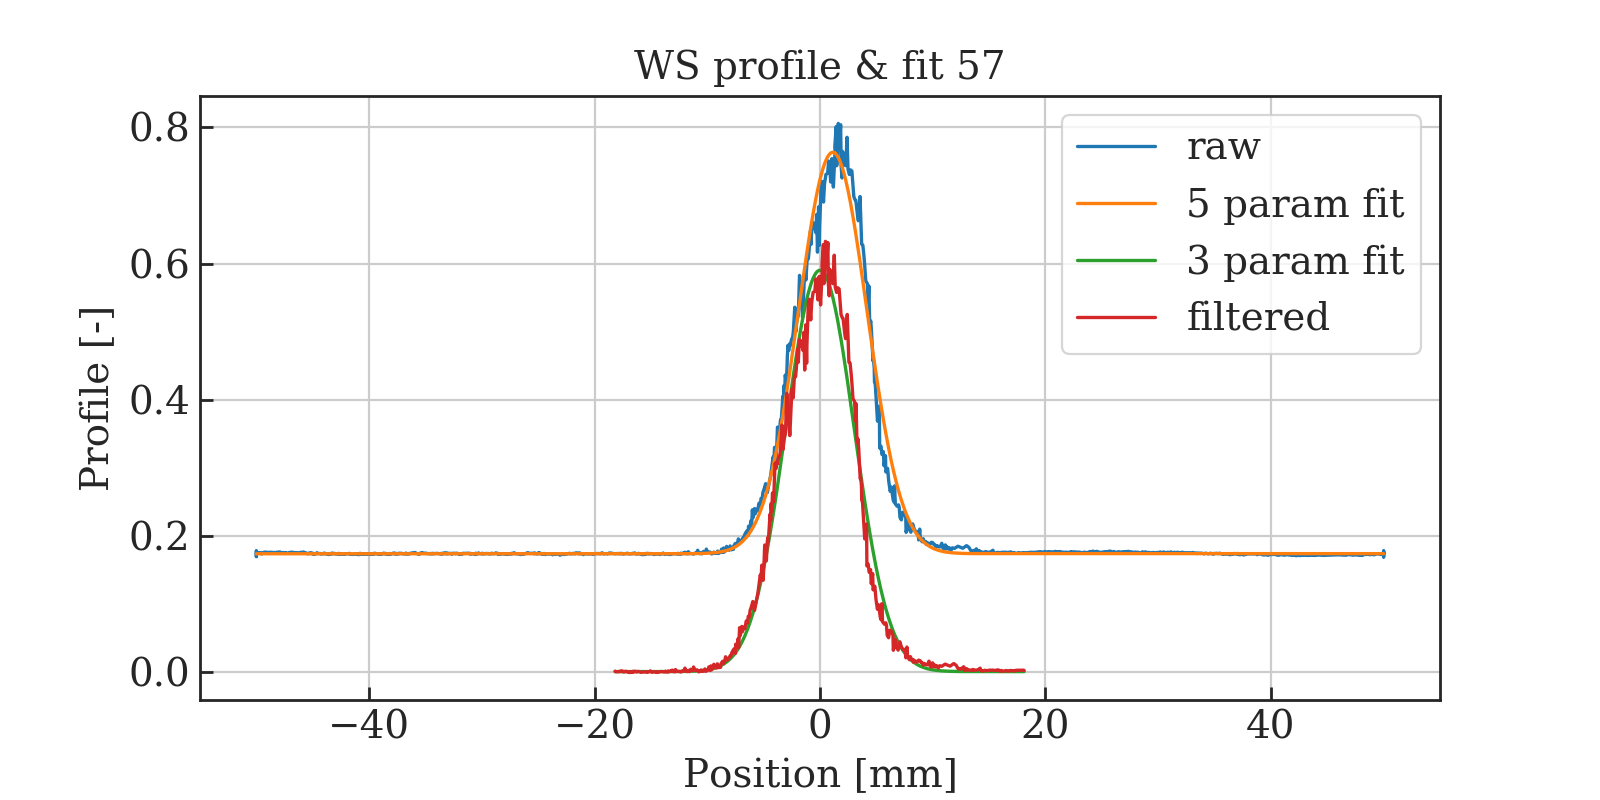 WS profile & fit 57
raw
5 param fit
3 param fit
filtered
Profile [-]
0.8
0.6
0.4
0.2
0.0
−40
−20
0
20
40
Position [mm]